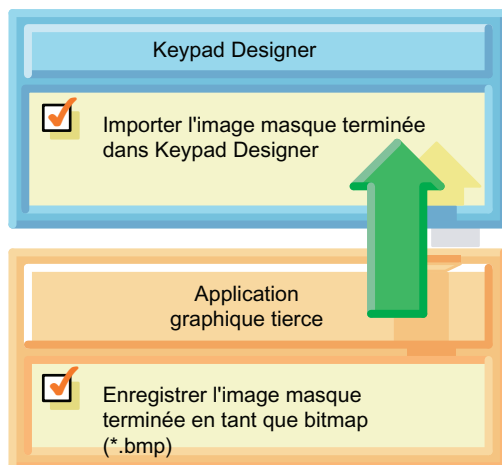 Keypad Designer
Importer l'image masque terminée
dans Keypad Designer
Application
graphique tierce
Enregistrer l'image masque
terminée en tant que bitmap
(*.bmp)